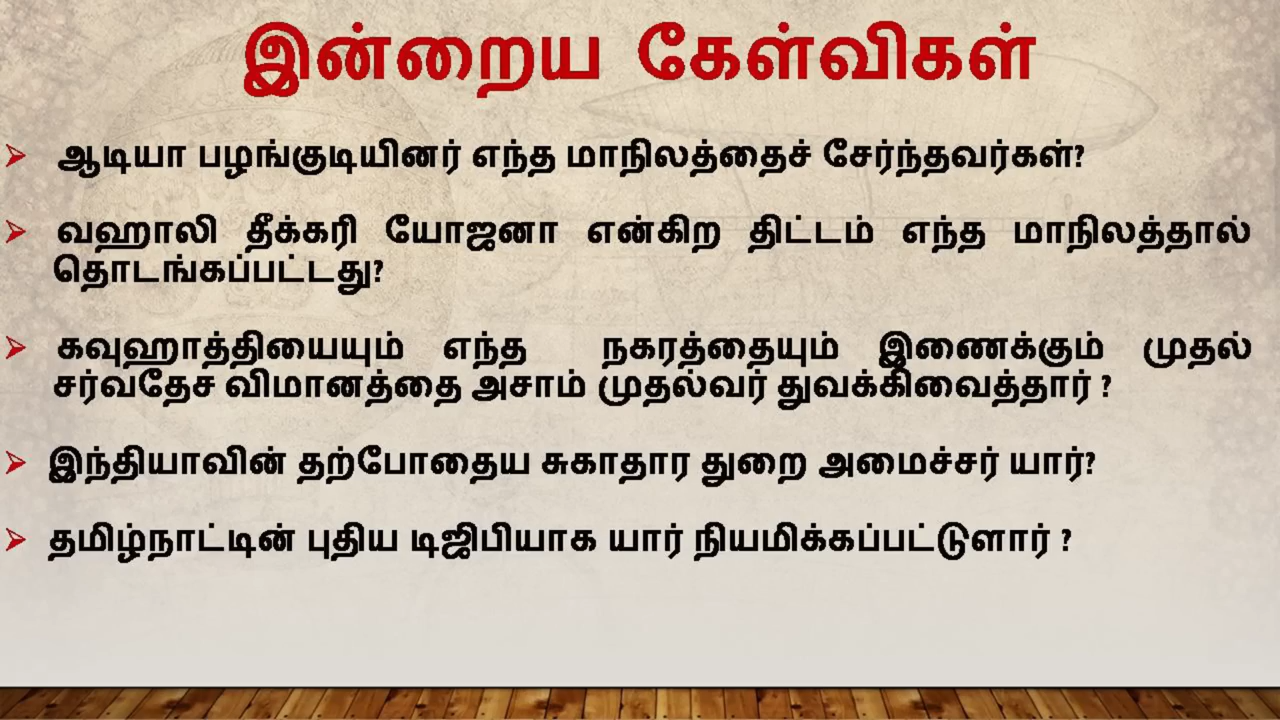 இன்றைய கேள்விகள்
ஆடியா பழங்குடியினர் எந்த மாநிலத்தைச் சேர்ந்தவர்கள்?
வஹாலி தீக்கரி யோஜனா என்கிற திட்டம் எந்த மாநிலத்தால்
தொடங்கப்பட்டது?
கவுஹாத்தியையும் எந்த நகரத்தையும் இணைக்கும் முதல்
சர்வதேச விமானத்தை அசாம் முதல்வர் துவக்கிவைத்தார் ?
இந்தியாவின் தற்போதைய சுகாதார துறை அமைச்சர் யார்?
தமிழ்நாட்டின் புதிய டிஜிபியாக யார் நியமிக்கப்பட்டுளார் ?